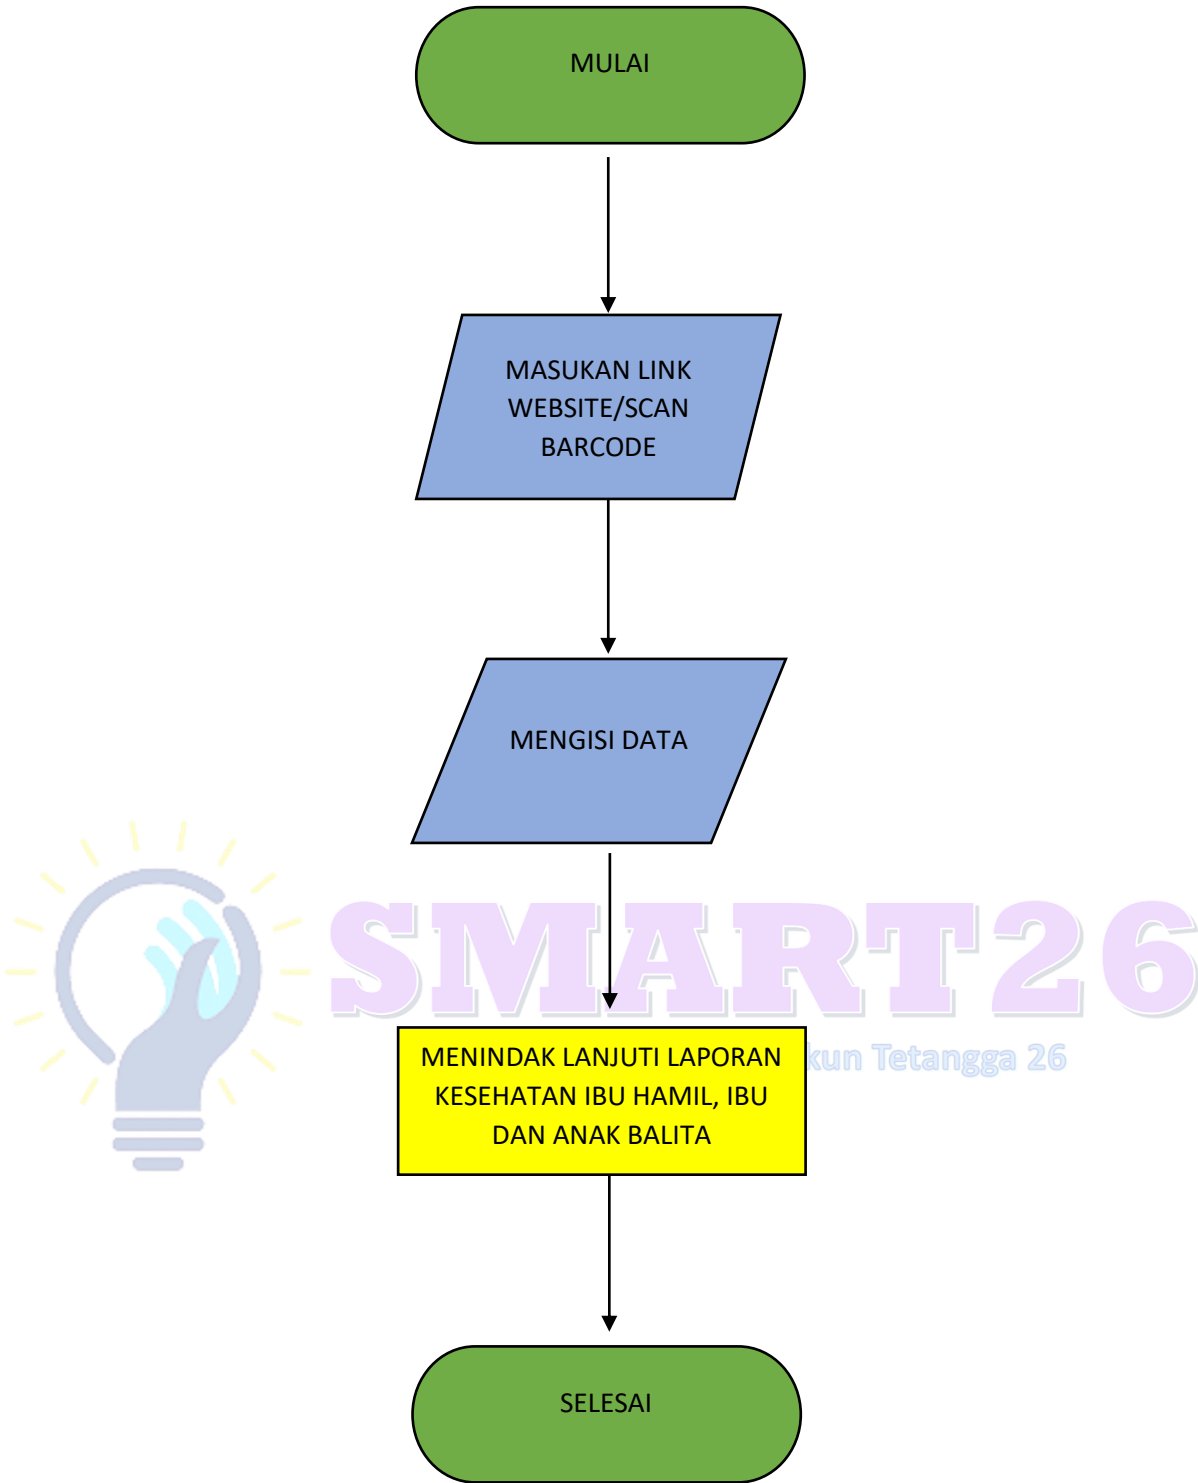 MULAI
MASUKAN LINK
WEBSITE/SCAN
BARCODE
MENGISI DATA
SMART26
Tetangga 26
MENINDAK LANJUTI LAPORAN
KESEHATAN IBU HAMIL, IBU
DAN ANAK BALITA
SELESAI